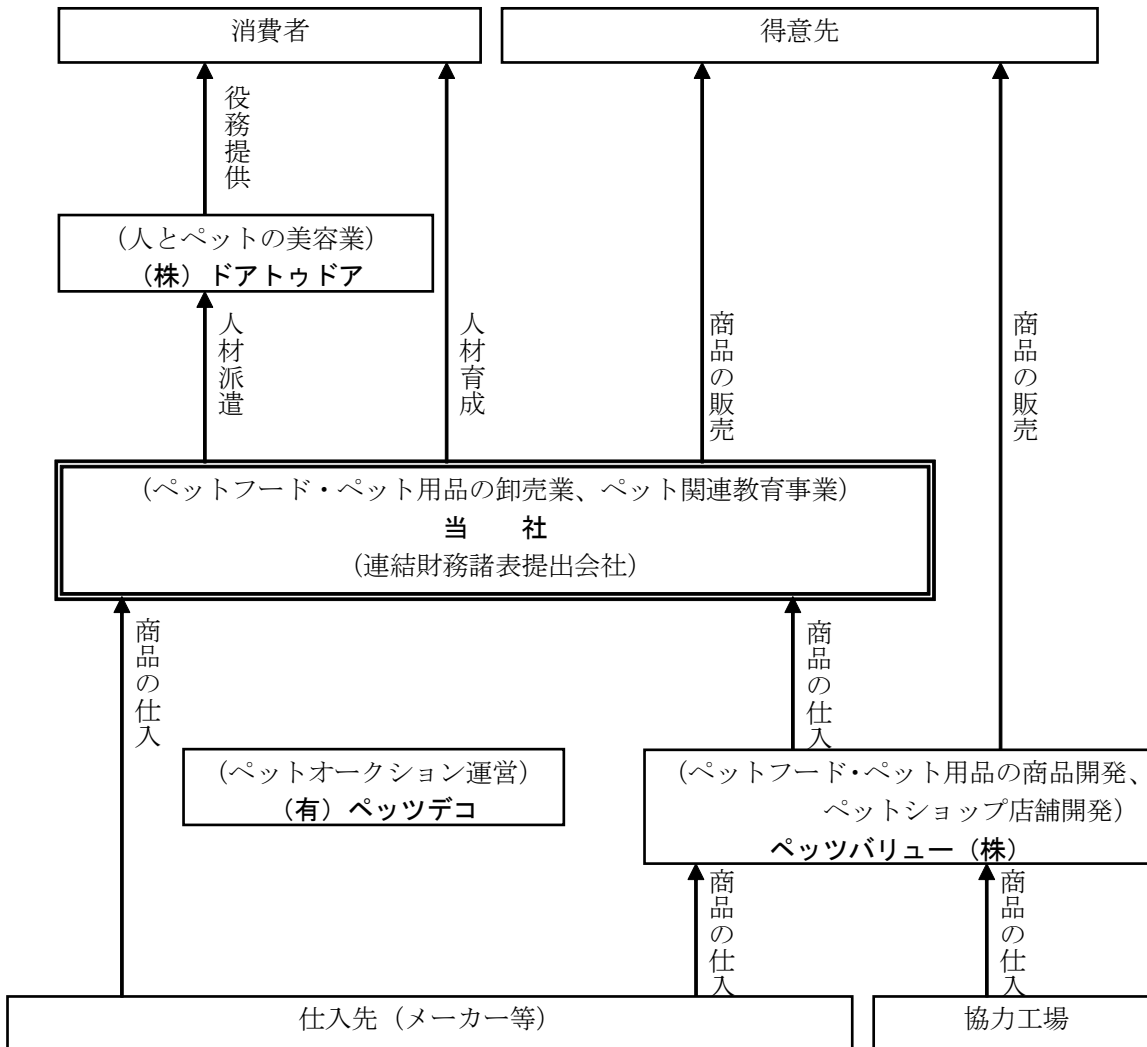 消費者
得意先
役務提供
(人とペットの美容業)
(株) ドアトゥドア
人材派遣
人材育成
商品の販売
商品の販売
(ペットフード・ペット用品の卸売業、ペット関連教育事業)
当 社
(連結財務諸表提出会社)
商品の仕入
商品の仕入
(ペットオークション運営)
(有) ペッツデコ
(ペットフード・ペット用品の商品開発、
ペットショップ店舗開発)
ペッツバリュー (株)
商品の仕入
商品の仕入
仕入先 (メーカー等)
協力工場